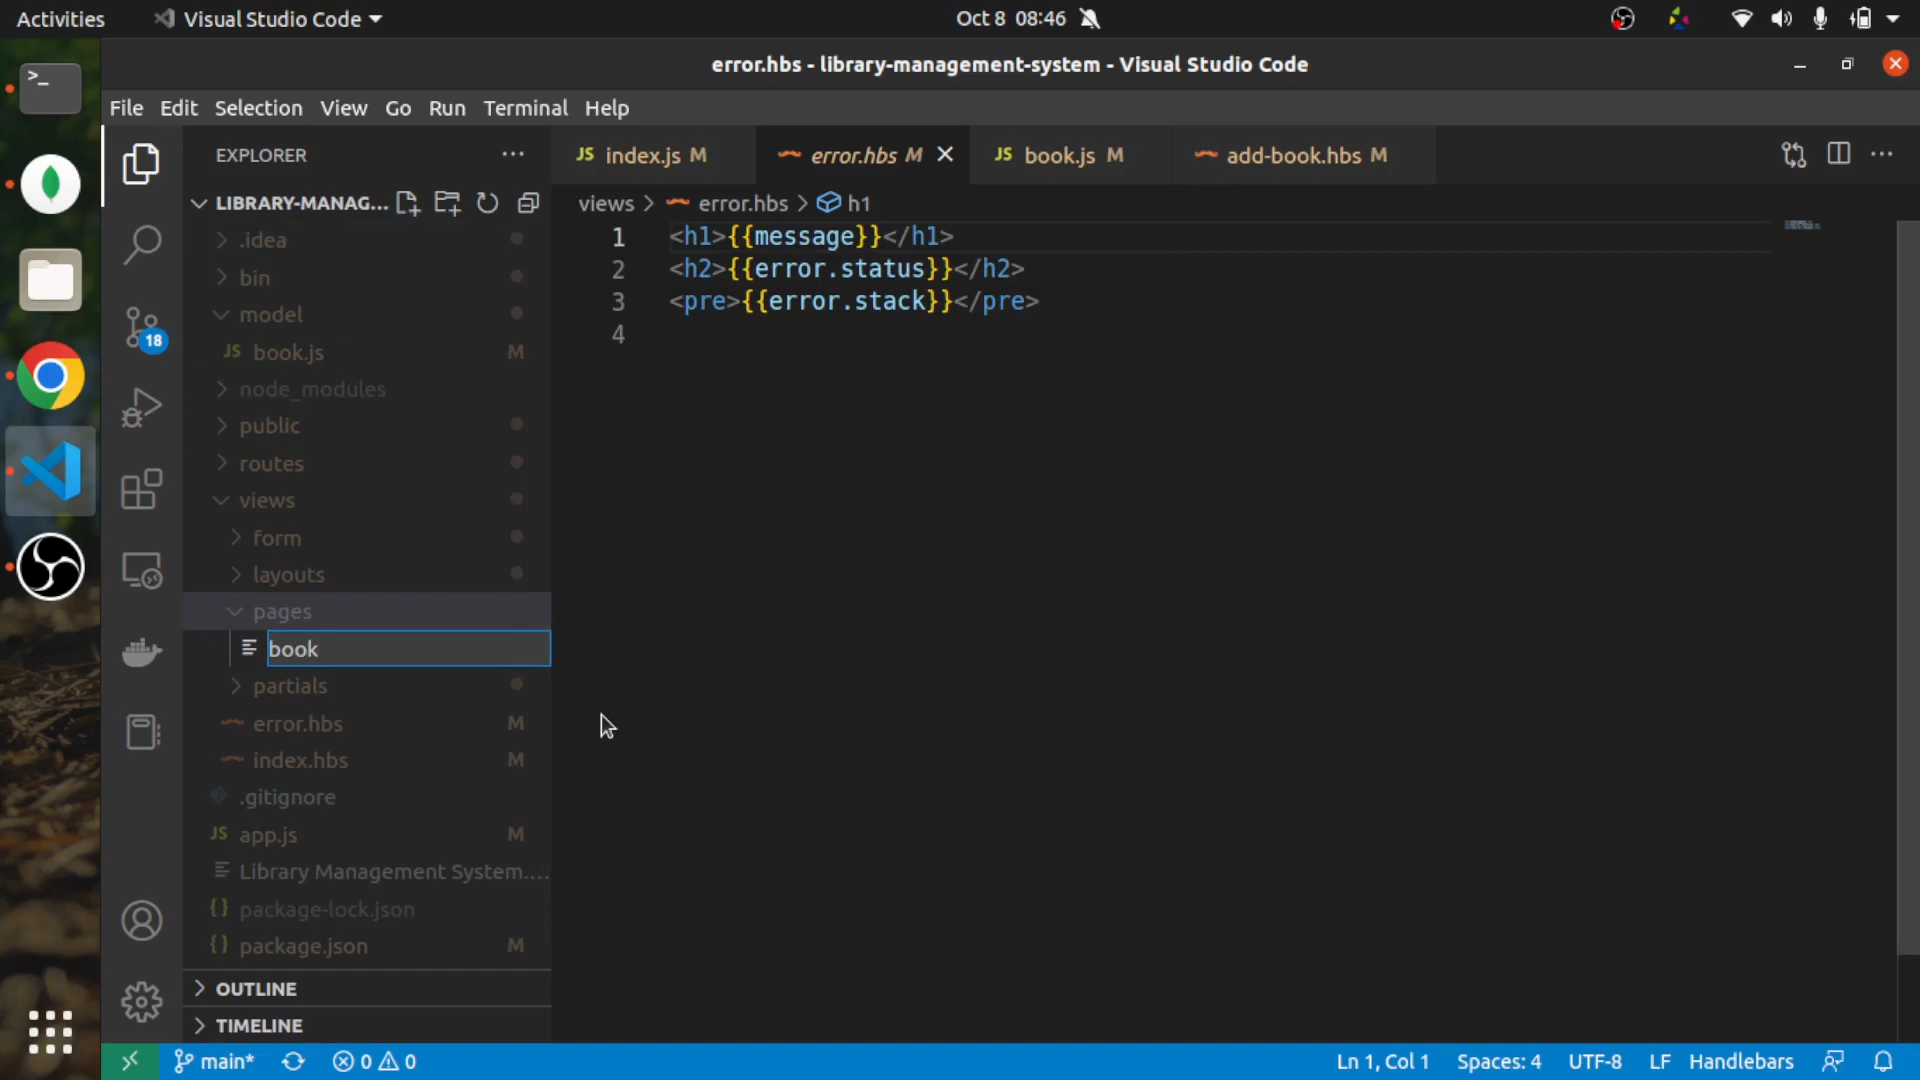 Activities
Visual Studio Code
Oct 8 08:46
error.hbs - library-management-system - Visual Studio Code
File Edit Selection View Go Run Terminal Help
EXPLORER
LIBRARY-MANAG...
.idea
bin
model
JS book.js M
node_modules
public
routes
views
form
layouts
pages
book
partials
error.hbs M
index.hbs M
.gitignore
JS app.js M
Library Management System....
{} package-lock.json
{} package.json M
OUTLINE
TIMELINE
18
JS index.js M
error.hbs M
JS book.js M
add-book.hbs M
views > error.hbs > h1
1 <h1>{{message}}</h1>
2 <h2>{{error.status}}</h2>
3 <pre>{{error.stack}}</pre>
4
main* 0 0
Ln 1, Col 1 Spaces: 4 UTF-8 LF Handlebars